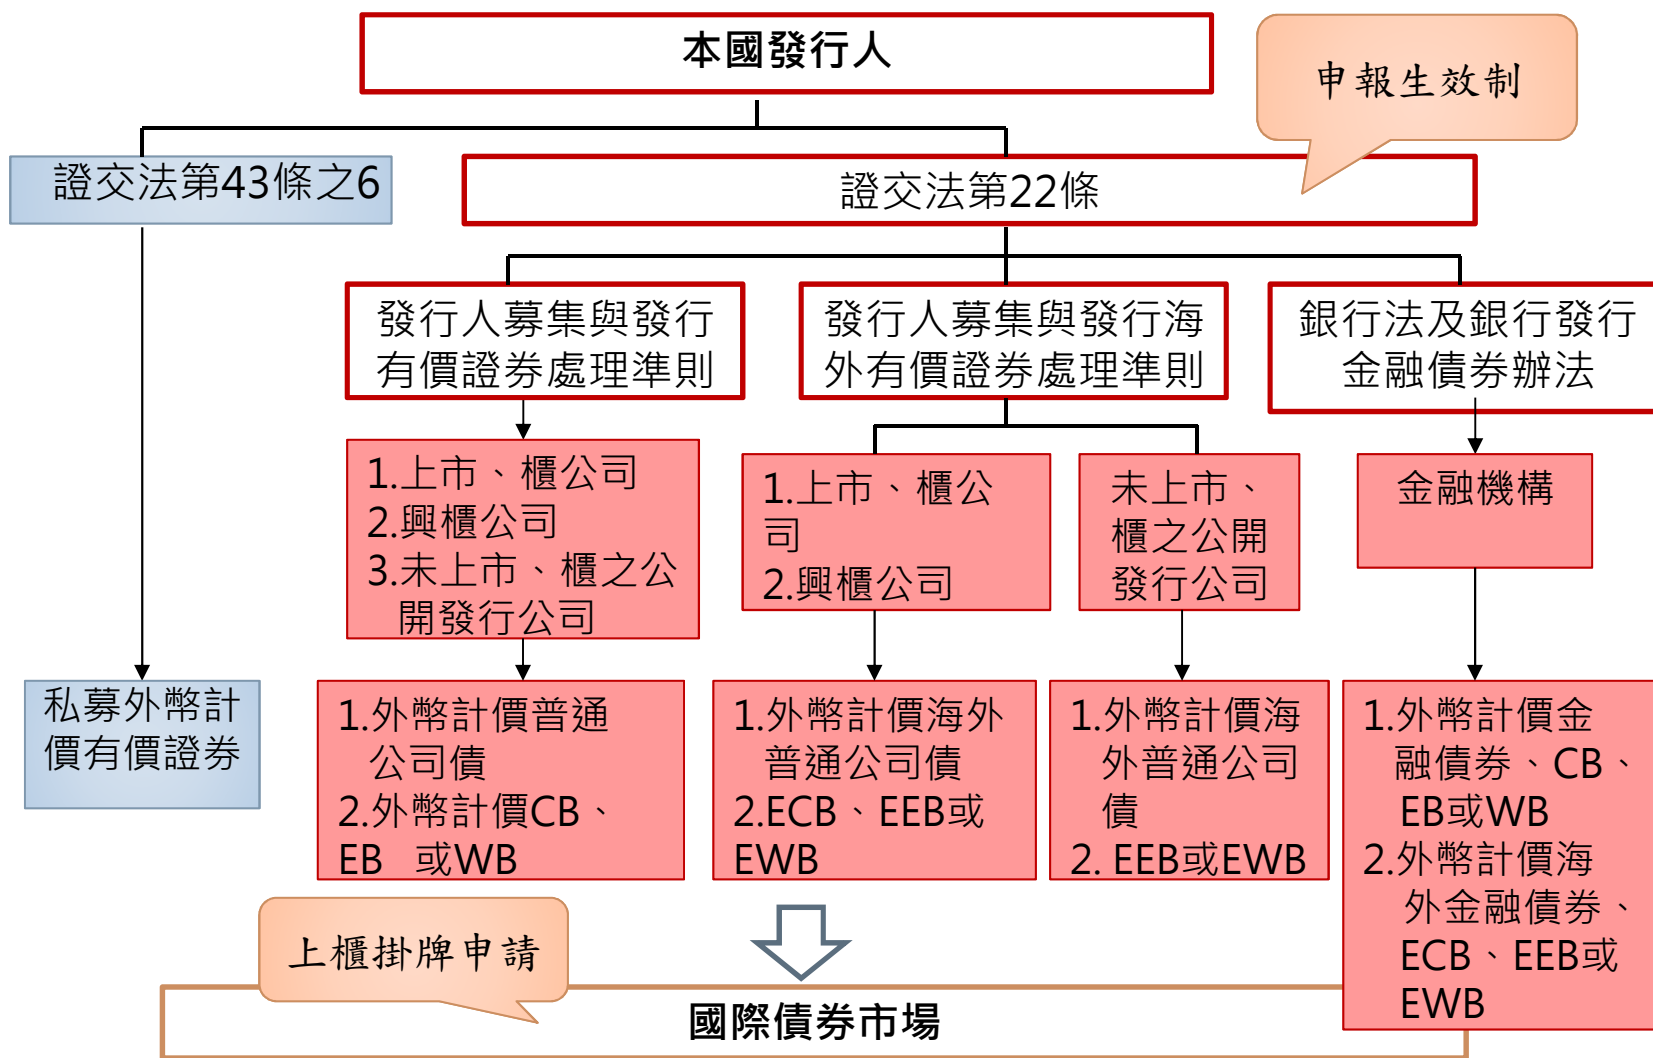 本國發行人
申報生效制
證交法第43條之6
證交法第22條
發行人募集與發行
有價證券處理準則
發行人募集與發行海
外有價證券處理準則
銀行法及銀行發行
金融債券辦法
1.上市、櫃公司
2.興櫃公司
3.未上市、櫃之公
開發行公司
1.上市、櫃公
司
2.興櫃公司
未上市、
櫃之公開
發行公司
金融機構
私募外幣計
價有價證券
1.外幣計價普通
公司債
2.外幣計價CB、
EB 或WB
1.外幣計價海外
普通公司債
2.ECB、EEB或
EWB
1.外幣計價海
外普通公司
債
2. EEB或EWB
1.外幣計價金
融債券、CB、
EB或WB
2.外幣計價海
外金融債券、
ECB、EEB或
EWB
上櫃掛牌申請
國際債券市場